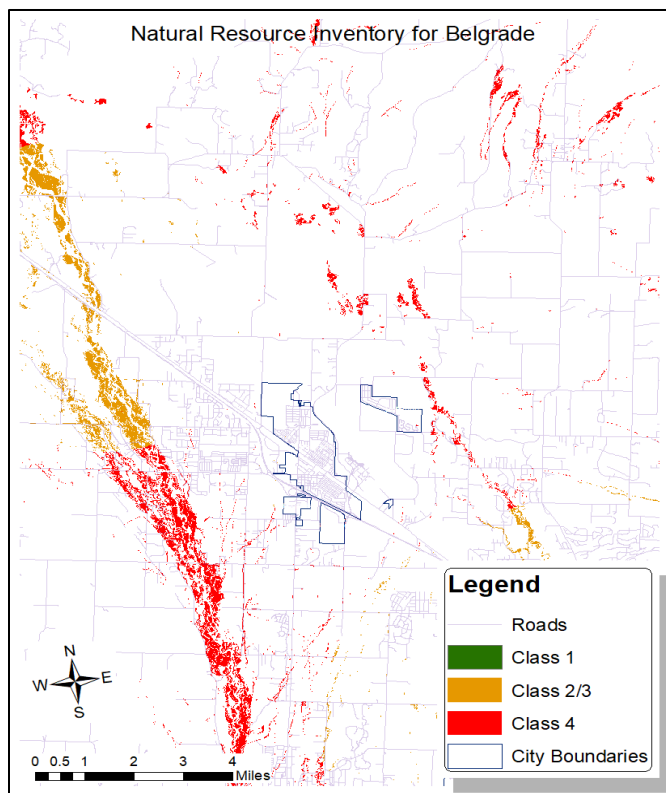 Natural Resource Inventory for Belgrade
Legend
Roads
Class 1
Class 2/3
Class 4
City Boundaries
N
W E
S
0 0.5 1 2 3 4
Miles